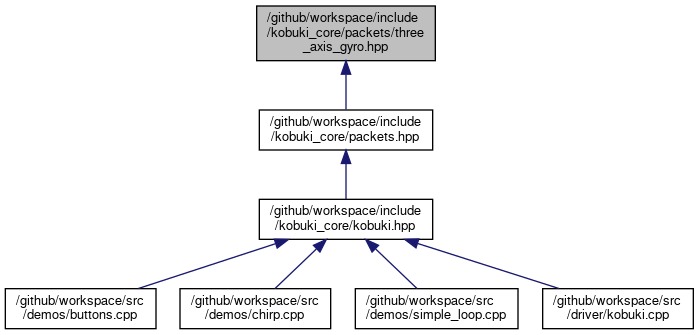 /github/workspace/include
/kobuki_core/packets/three
_axis_gyro.hpp
/github/workspace/include
/kobuki_core/packets.hpp
/github/workspace/include
/kobuki_core/kobuki.hpp
/github/workspace/src
/demos/buttons.cpp
/github/workspace/src
/demos/chirp.cpp
/github/workspace/src
/demos/simple_loop.cpp
/github/workspace/src
/driver/kobuki.cpp